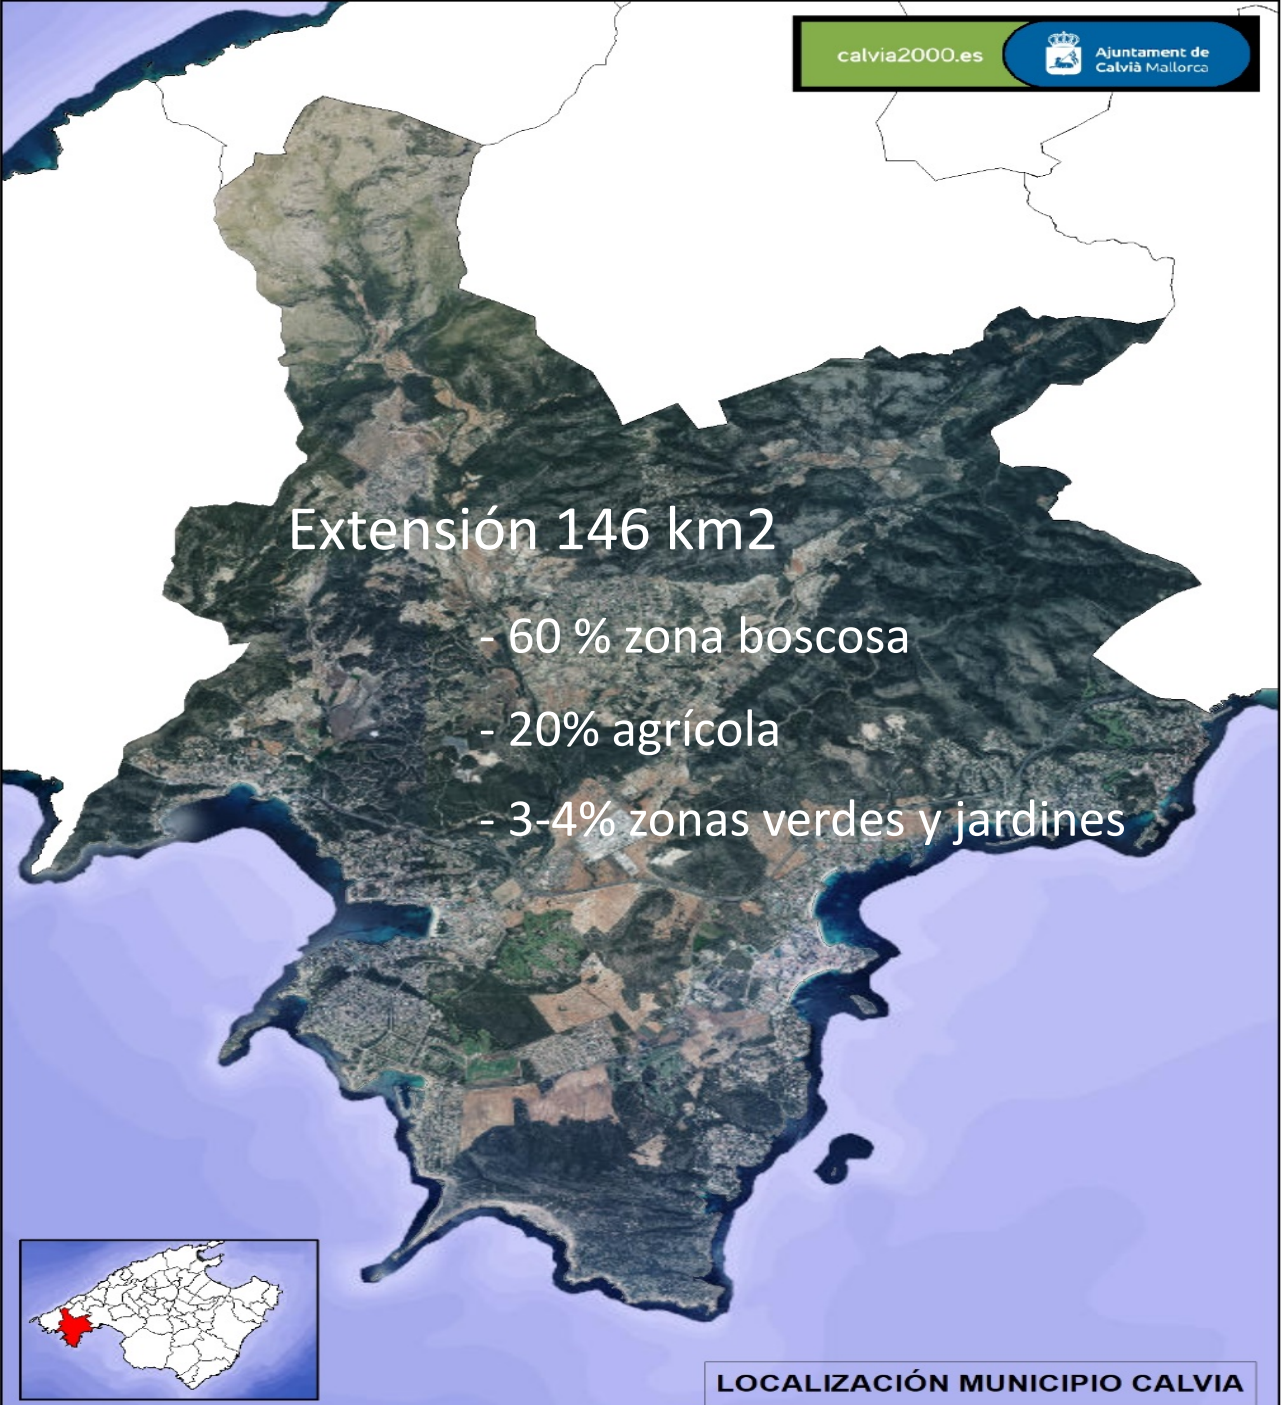 calvia2000.es
Ajuntament de
Calvià Mallorca
Extensión 146 km2
- 60 % zona boscosa
- 20% agrícola
- 3-4% zonas verdes y jardines
LOCALIZACIÓN MUNICIPIO CALVIA